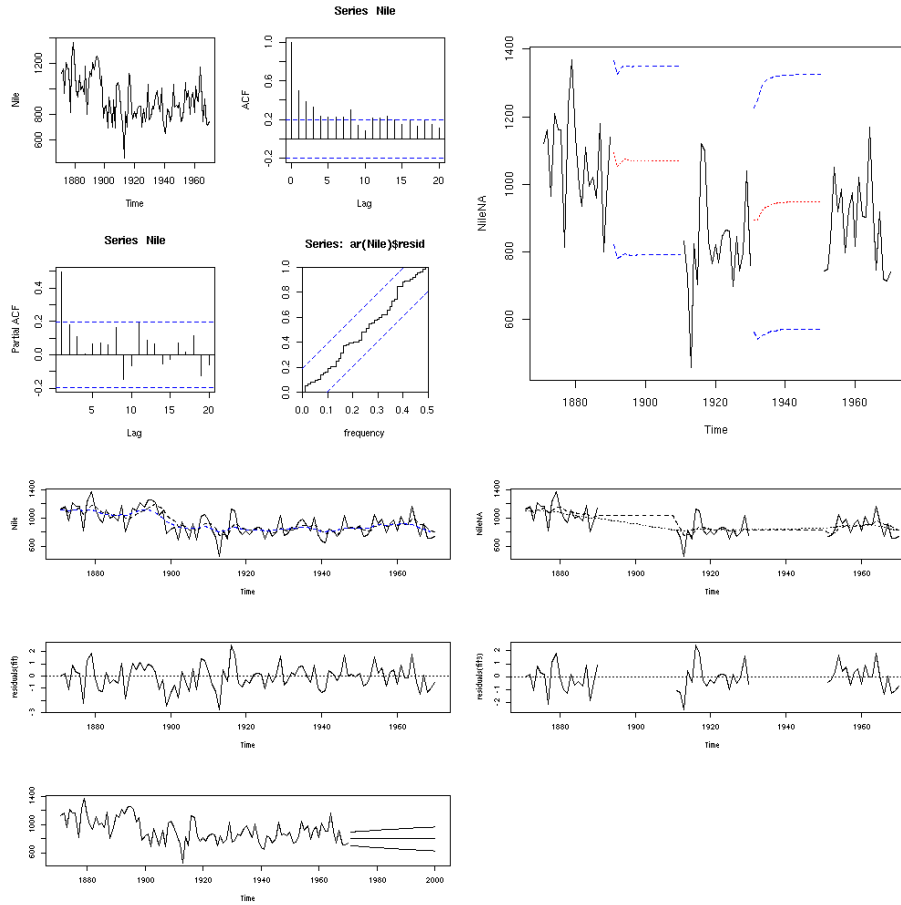 Series Nile
Nile
600 800 1000 1200
1880 1900 1920 1940 1960
Time
Series Nile
ACF
-0.2 0.2 0.6 1.0
0 5 10 15 20
Lag
NileNA
600 800 1000 1200 1400
1880 1900 1920 1940 1960
Time
Series Nile
Partial ACF
-0.2 0.0 0.2 0.4
5 10 15 20
Lag
Series: ar(Nile)$resid
0.0 0.2 0.4 0.6 0.8 1.0
0.0 0.1 0.2 0.3 0.4 0.5
frequency
Nile
600 1000 1400
1880 1900 1920 1940 1960
Time
NileNA
600 1000 1400
1880 1900 1920 1940 1960
Time
residuals(fit)
-3 -1 0 1 2
1880 1900 1920 1940 1960
Time
residuals(fit3)
-2 0 1 2
1880 1900 1920 1940 1960
Time
600 1000 1400
1880 1900 1920 1940 1960 1980 2000
Time